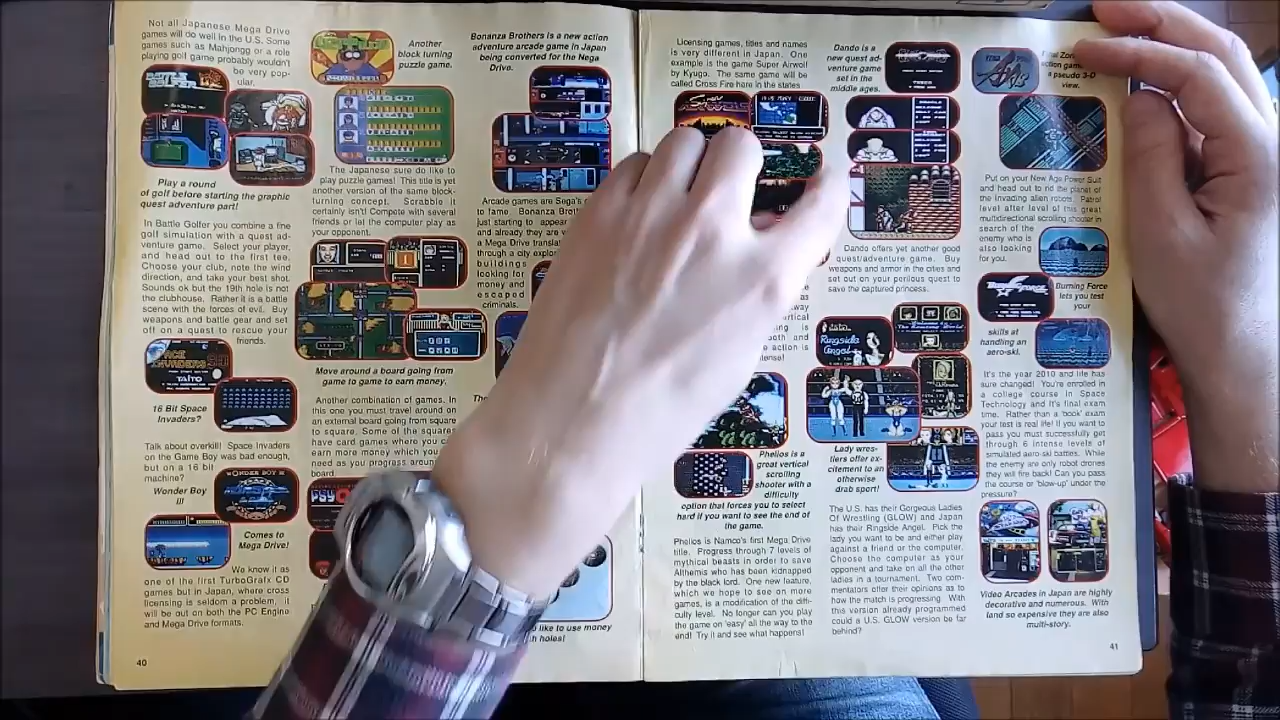 Not all Japanese Mega Drive
games will do well in the U.S. Some
games such as Mahjongg or a role
playing golf game probably wouldn't
be very pop-
ular.
Play a round
of golf before starting the graphic
quest adventure part!
In Battle Golfer you combine a fine
golf simulation with a quest ad-
venture game. Select your player,
and head out to the first tee.
Choose your club, note the wind
direction, and take your best shot.
Sounds ok but the 19th hole is not
the clubhouse. Rather it is a battle
scene with the forces of evil. Buy
weapons and battle gear and set
off on a quest to rescue your
friends.
SPACE
INVADERS
TAITO
16 Bit Space
Invaders?
Talk about overkill! Space Invaders
on the Game Boy was bad enough,
but on a 16 bit
machine?
Wonder Boy
III
WONDER BOY III
Comes to
Mega Drive!
We know it as
one of the first TurboGrafx CD
games but in Japan, where cross
licensing is seldom a problem, it
will be out on both the PC Engine
and Mega Drive formats.
40
Another
block turning
puzzle game.
The Japanese sure do like to
play puzzle games! This title is yet
another version of the same block-
turning concept. Scrabble it
certainly isn't! Compete with several
friends or let the computer play as
your opponent.
Move around a board going from
game to game to earn money.
Another combination of games. In
this one you must travel around on
an external board going from square
to square. Some of the squares
have card games where you c
earn more money which you
need as you progress aroun
board
Bonanza Brothers is a new action
adventure arcade game in Japan
being converted for the Mega
Drive.
Arcade games are Sega's
to fame. Bonanza Brot
just starting to appear
and already they are
a Mega Drive transla
through a city explo
buildings
looking for
money and
escaped
criminals.
The
like to use money
h holes!
Licensing games, titles and names
is very different in Japan. One
example is the game Super Airwolf
by Kyugo. The same game will be
called Cross Fire here in the states
as
way
ertical
ing is
oth and
e action is
tense!
Phelios is a
great vertical
scrolling
shooter with a
difficulty
option that forces you to select
hard if you want to see the end of
the game.
Phelios is Namco's first Mega Drive
title. Progress through 7 levels of
mythical beasts in order to save
Althemis who has been kidnapped
by the black lord. One new feature,
which we hope to see on more
games, is a modification of the diffi-
culty level. No longer can you play
the game on 'easy' all the way to the
end! Try it and see what happens!
Dando is a
new quest ad-
venture game
set in the
middle ages.
Dando offers yet another good
quest/adventure game. Buy
weapons and armor in the cities and
set out on your perilous quest to
save the captured princess.
Ringside
Angel
Lady wres-
tlers offer ex-
citement to an
otherwise
drab sport!
The U.S. has their Gorgeous Ladies
Of Wrestling (GLOW) and Japan
has their Ringside Angel. Pick the
lady you want to be and either play
against a friend or the computer.
Choose the computer as your
opponent and take on all the other
ladies in a tournament. Two com-
mentators offer their opinions as to
how the match is progressing. With
this version already programmed
could a U.S. GLOW version be far
behind?
Final Zon
action gam
a pseudo 3-D
view.
Put on your New Age Power Suit
and head out to rid the planet of
the invading alien robots. Patrol
level after level of this great
multidirectional scrolling shooter in
search of the
enemy who is
also looking
for you.
BURNING FORCE
Burning Force
lets you test
your
skills at
handling an
aero-ski.
It's the year 2010 and life has
sure changed! You're enrolled in
a college course in Space
Technology and it's final exam
time. Rather than a 'book' exam
your test is real life! If you want to
pass you must successfully get
through 6 intense levels of
simulated aero-ski battles. While
the enemy are only robot drones
they will fire back! Can you pass
the course or 'blow-up' under the
pressure?
Video Arcades in Japan are highly
decorative and numerous. With
land so expensive they are also
multi-story.
41